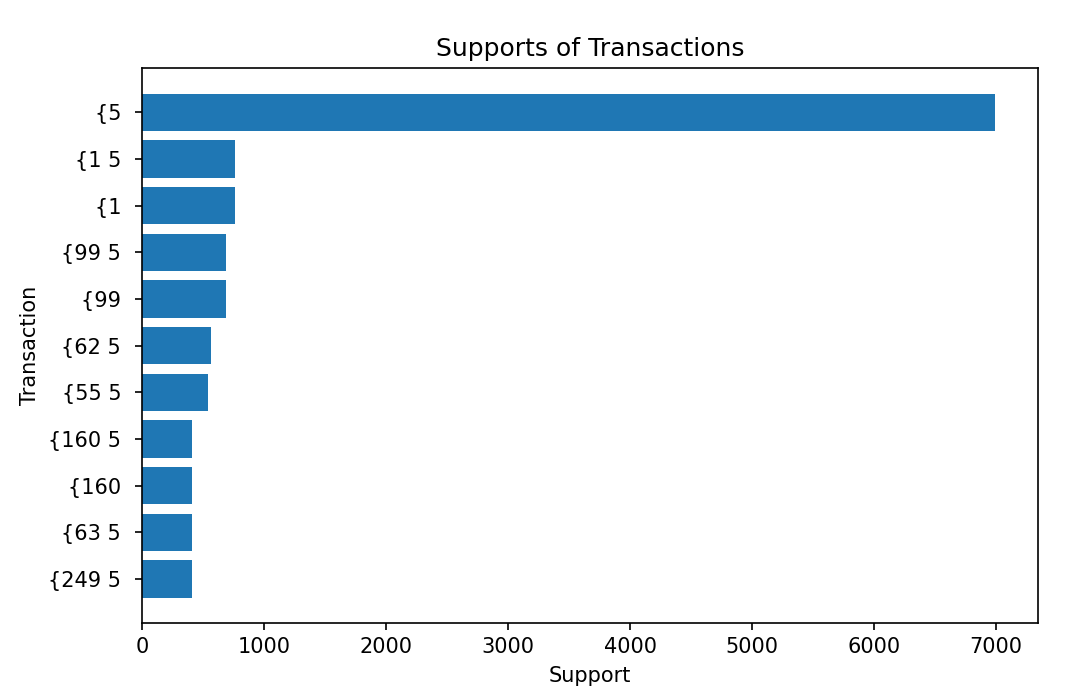 Supports of Transactions
Transaction
{5
{1 5
{1
{99 5
{99
{62 5
{55 5
{160 5
{160
{63 5
{249 5
0 1000 2000 3000 4000 5000 6000 7000
Support